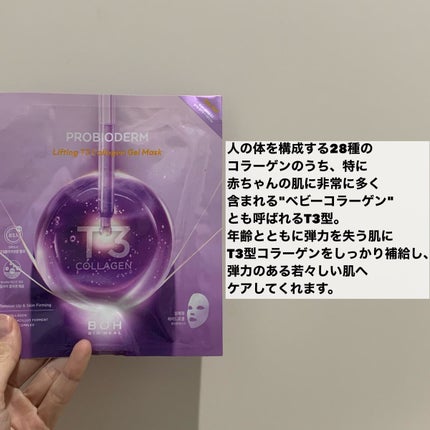 PROBIODERM
Lifting T3 Collagen Gel Mask
T3
COLLAGEN
BOH
BIO HEAL
人の体を構成する28種の
コラーゲンのうち、特に
赤ちゃんの肌に非常に多く
含まれる"ベビーコラーゲン"
とも呼ばれるT3型。
年齢とともに弾力を失う肌に
T3型コラーゲンをしっかり補給し、
弾力のある若々しい肌へ
ケアしてくれます。